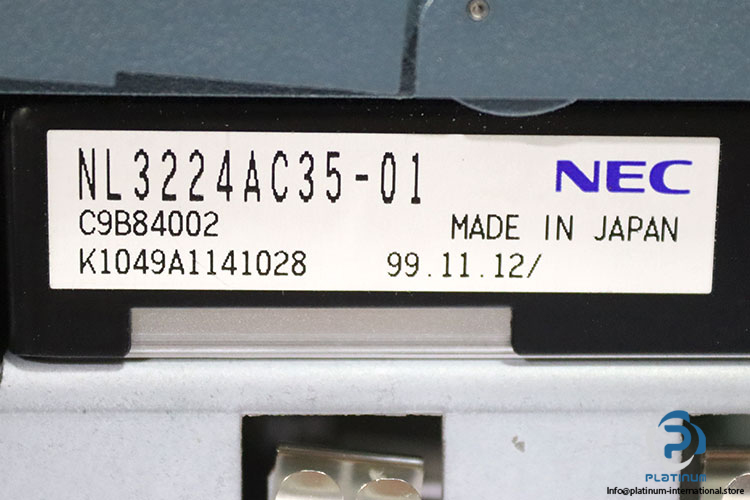 NL3224AC35-01 NEC
C9B84002 MADE IN JAPAN
K1049A1141028 99.11.12/
PLATINUM
Info@platinum-international.store